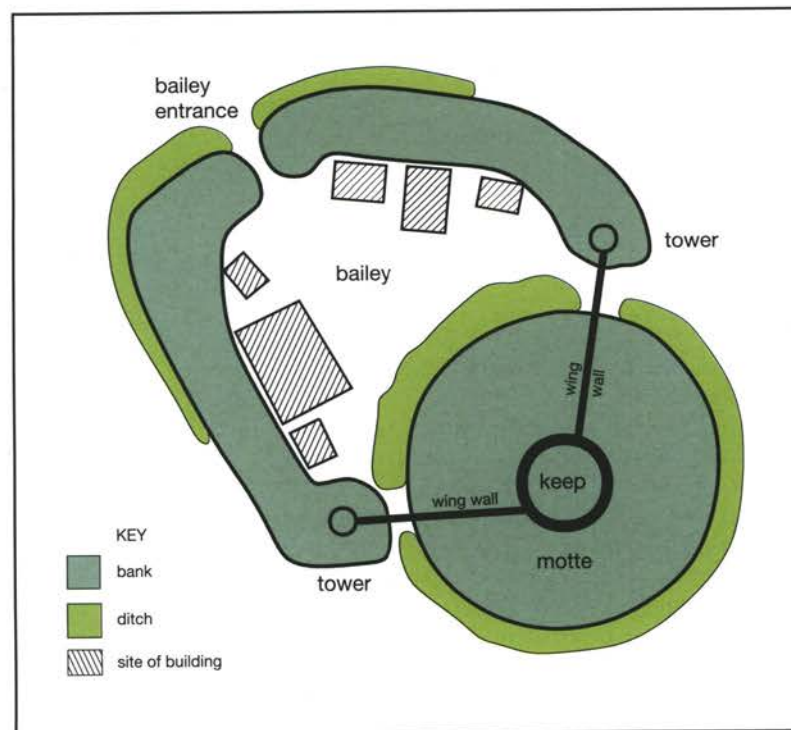 bailey
entrance
tower
bailey
wing
wall
keep
wing wall
motte
tower
KEY
bank
ditch
site of building